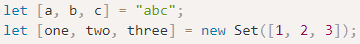 let [a, b, c] = "abc";
let [one, two, three] = new Set([1, 2, 3]);